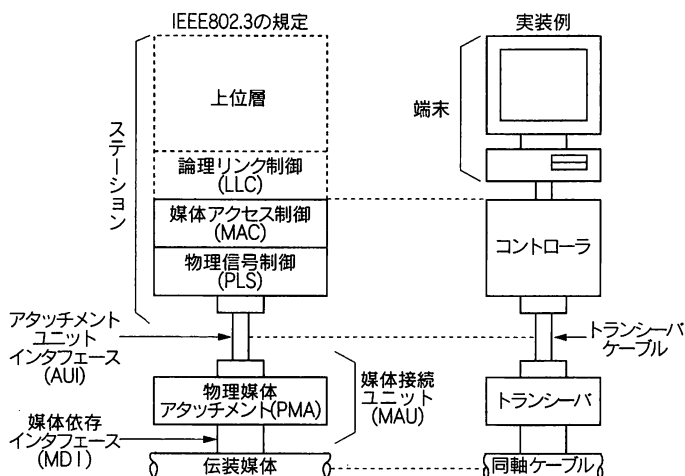 IEEE802.3の規定
実装例
ステーション
上位層
論理リンク制御
(LLC)
媒体アクセス制御
(MAC)
物理信号制御
(PLS)
アタッチメント
ユニット
インタフェース
(AUI)
物理媒体
アタッチメント(PMA)
媒体接続
ユニット
(MAU)
媒体依存
インタフェース
(MDI)
伝装媒体
端末
コントローラ
トランシーバ
ケーブル
トランシーバ
同軸ケーブル